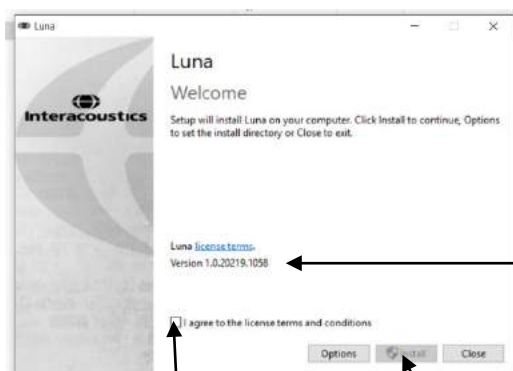 Luna
Luna
Welcome
Interacoustics
Setup will install Luna on your computer. Click Install to continue, Options
to set the install directory or Close to exit.
Luna license terms.
Version 1.0.20219.1058
I agree to the license terms and conditions
Options Install Close